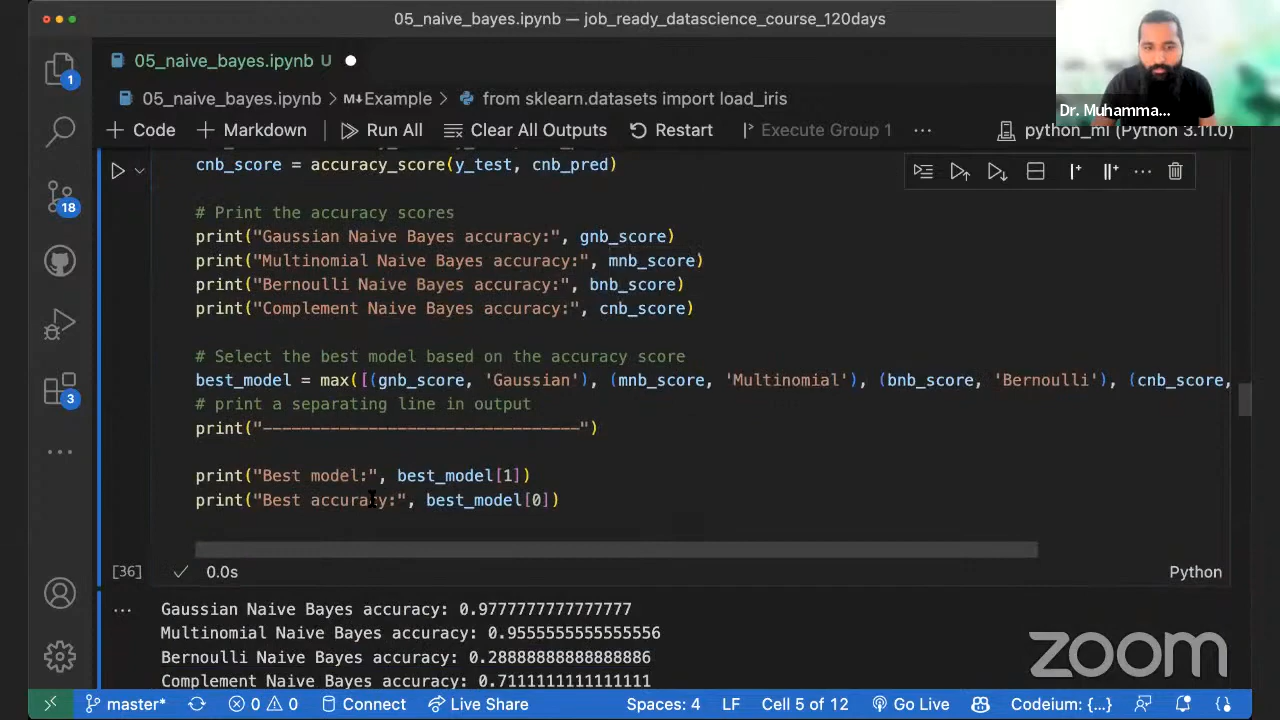 05_naive_bayes.ipynb — job_ready_datascience_course_120days
05_naive_bayes.ipynb U
05_naive_bayes.ipynb > M↓Example > from sklearn.datasets import load_iris
Dr. Muhamma...
+ Code + Markdown Run All Clear All Outputs Restart Execute Group 1 ... python_ml (Python 3.11.0)
cnb_score = accuracy_score(y_test, cnb_pred)
# Print the accuracy scores
print("Gaussian Naive Bayes accuracy:", gnb_score)
print("Multinomial Naive Bayes accuracy:", mnb_score)
print("Bernoulli Naive Bayes accuracy:", bnb_score)
print("Complement Naive Bayes accuracy:", cnb_score)
# Select the best model based on the accuracy score
best_model = max([(gnb_score, 'Gaussian'), (mnb_score, 'Multinomial'), (bnb_score, 'Bernoulli'), (cnb_score,
# print a separating line in output
print("---------------------------------")
print("Best model:", best_model[1])
print("Best accuracy:", best_model[0])
[36] 0.0s Python
Gaussian Naive Bayes accuracy: 0.9777777777777777
Multinomial Naive Bayes accuracy: 0.9555555555555556
Bernoulli Naive Bayes accuracy: 0.28888888888888886
Complement Naive Bayes accuracy: 0.7111111111111111
1
18
3
zoom
master* 0 0 Connect Live Share Spaces: 4 LF Cell 5 of 12 Go Live Codeium: {...}